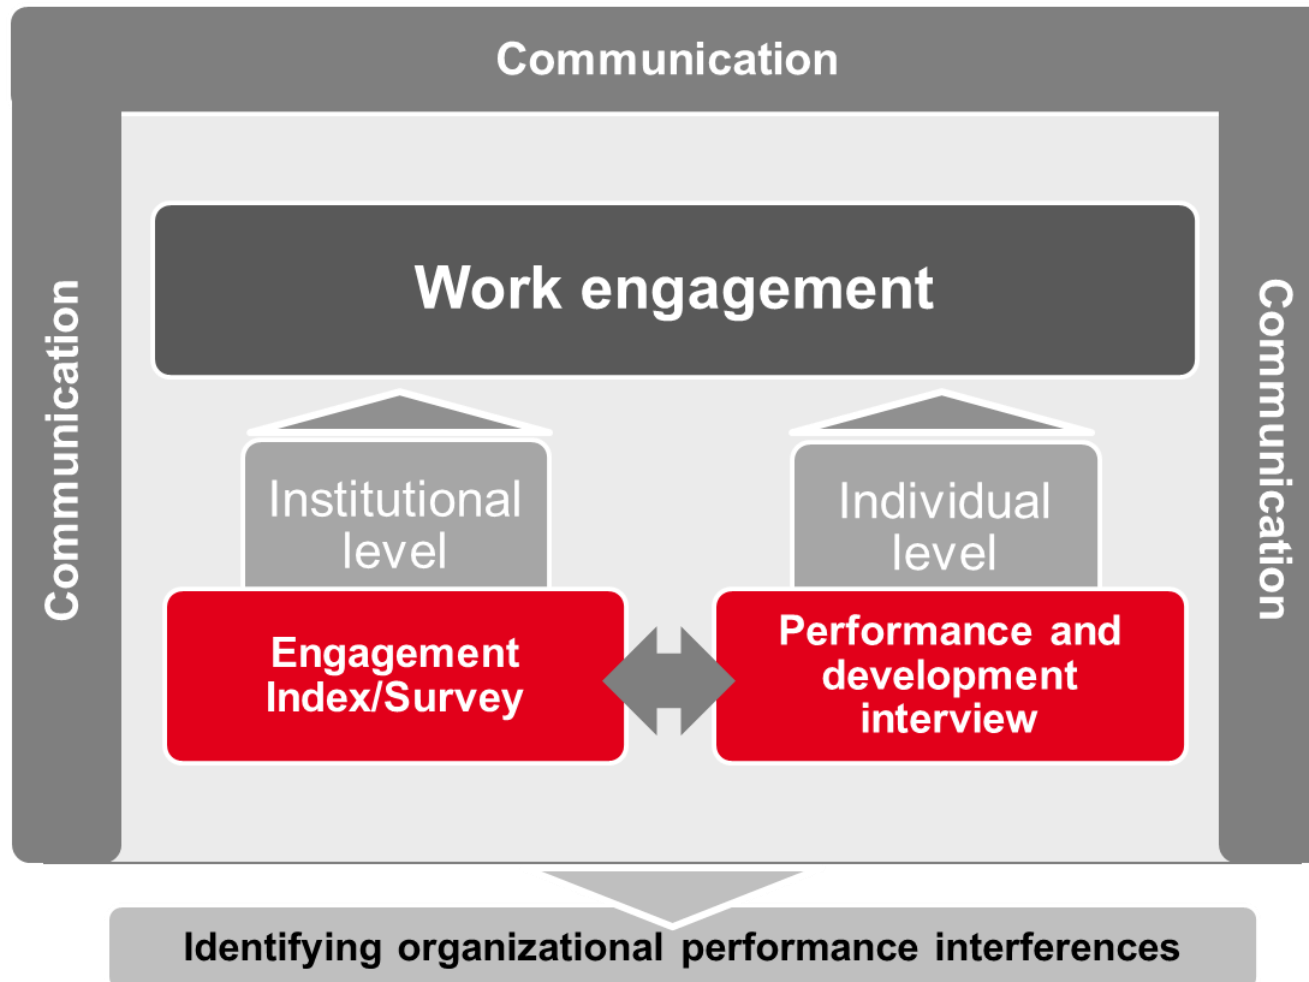 Communication
Communication
Communication
Work engagement
Institutional
level
Individual
level
Engagement
Index/Survey
Performance and
development
interview
Identifying organizational performance interferences